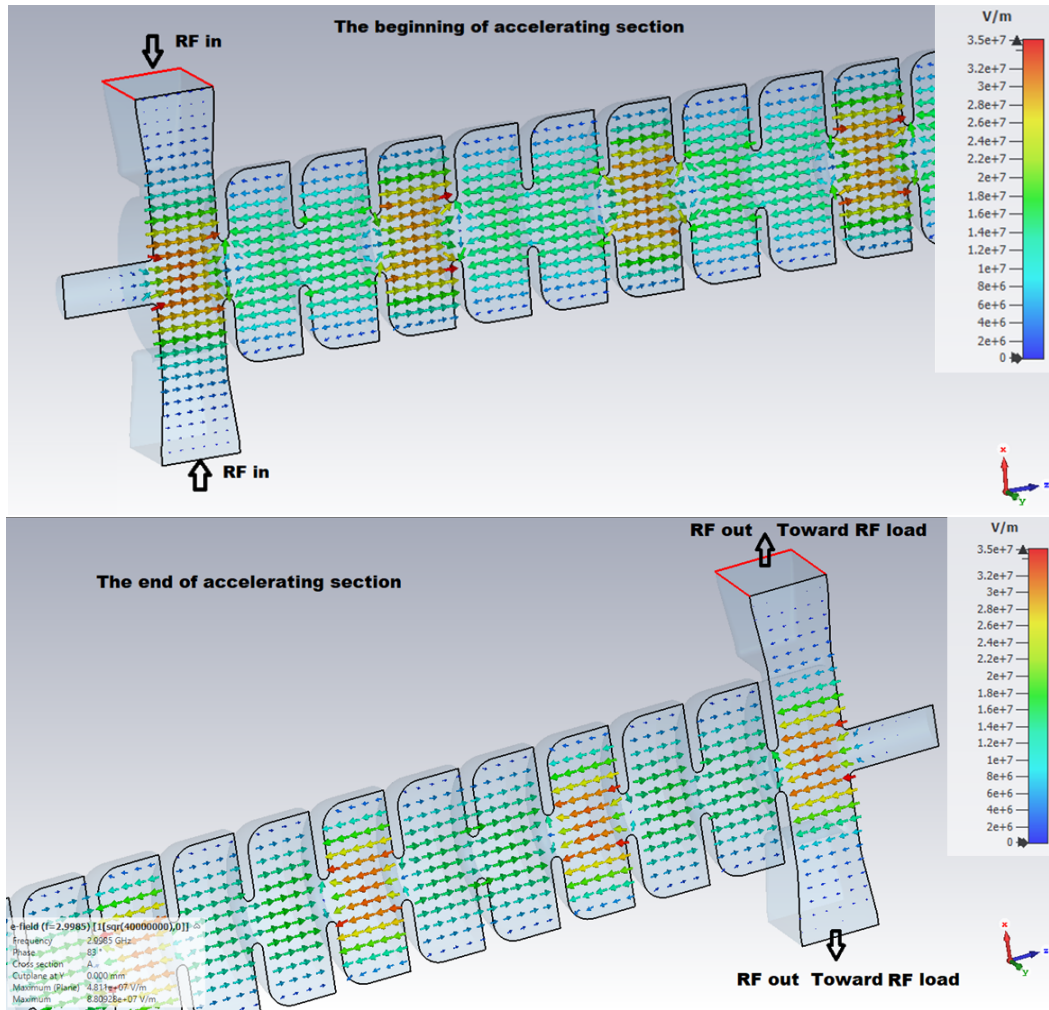 The beginning of accelerating section
V/m
RF in
3.5e+7
3.2e+7
3e+7
2.8e+7
2.6e+7
2.4e+7
2.2e+7
2e+7
1.8e+7
1.6e+7
1.4e+7
1.2e+7
1e+7
8e+6
6e+6
4e+6
2e+6
0
RF in
x
z
y
RF out Toward RF load
V/m
The end of accelerating section
3.5e+7
3.2e+7
3e+7
2.8e+7
2.6e+7
2.4e+7
2.2e+7
2e+7
1.8e+7
1.6e+7
1.4e+7
1.2e+7
1e+7
8e+6
6e+6
4e+6
2e+6
0
e-field (f=2.9985) [1[sqr(40000000),0]]
Frequency 2.9985 GHz
Phase 83 °
Cross section A
Cutplane at Y 0.000 mm
Maximum (Plane) 4.811e+07 V/m
Maximum 8.80928e+07 V/m
x
z
y
RF out Toward RF load